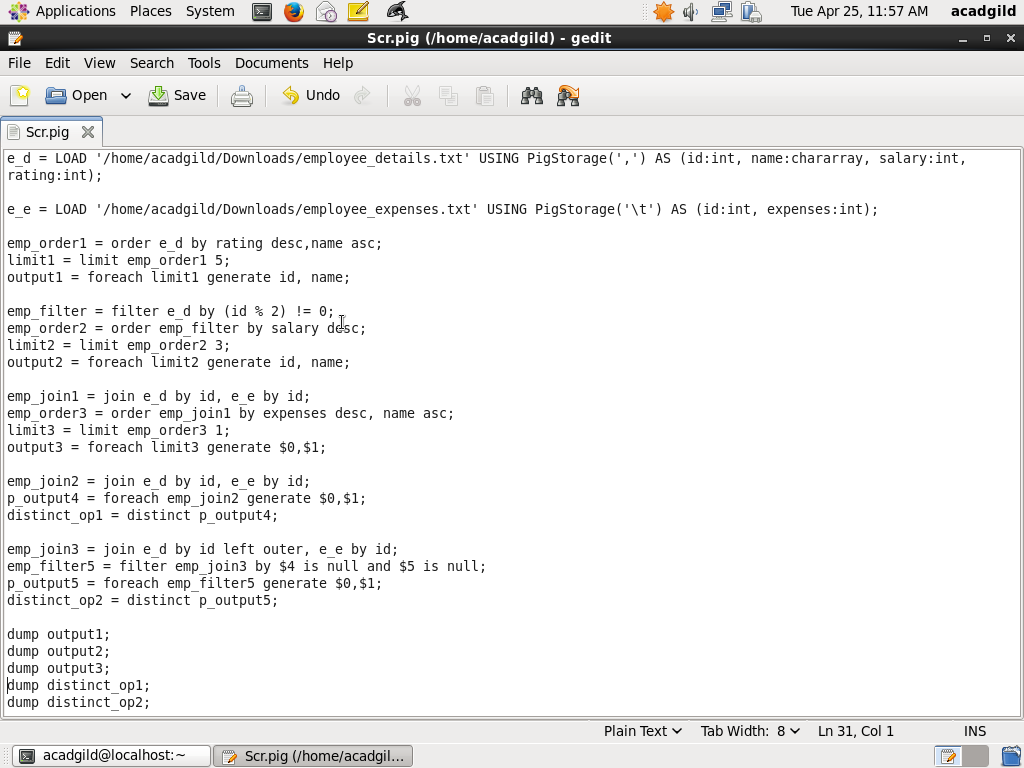 Applications Places System Tue Apr 25, 11:57 AM acadgild
Scr.pig (/home/acadgild) - gedit
File Edit View Search Tools Documents Help
Open Save Undo
Scr.pig
e_d = LOAD '/home/acadgild/Downloads/employee_details.txt' USING PigStorage(',') AS (id:int, name:chararray, salary:int,
rating:int);
e_e = LOAD '/home/acadgild/Downloads/employee_expenses.txt' USING PigStorage('\t') AS (id:int, expenses:int);
emp_order1 = order e_d by rating desc,name asc;
limit1 = limit emp_order1 5;
output1 = foreach limit1 generate id, name;
emp_filter = filter e_d by (id % 2) != 0;
emp_order2 = order emp_filter by salary desc;
limit2 = limit emp_order2 3;
output2 = foreach limit2 generate id, name;
emp_join1 = join e_d by id, e_e by id;
emp_order3 = order emp_join1 by expenses desc, name asc;
limit3 = limit emp_order3 1;
output3 = foreach limit3 generate $0,$1;
emp_join2 = join e_d by id, e_e by id;
p_output4 = foreach emp_join2 generate $0,$1;
distinct_op1 = distinct p_output4;
emp_join3 = join e_d by id left outer, e_e by id;
emp_filter5 = filter emp_join3 by $4 is null and $5 is null;
p_output5 = foreach emp_filter5 generate $0,$1;
distinct_op2 = distinct p_output5;
dump output1;
dump output2;
dump output3;
dump distinct_op1;
dump distinct_op2;
Plain Text Tab Width: 8 Ln 31, Col 1 INS
acadgild@localhost:~ Scr.pig (/home/acadgil...